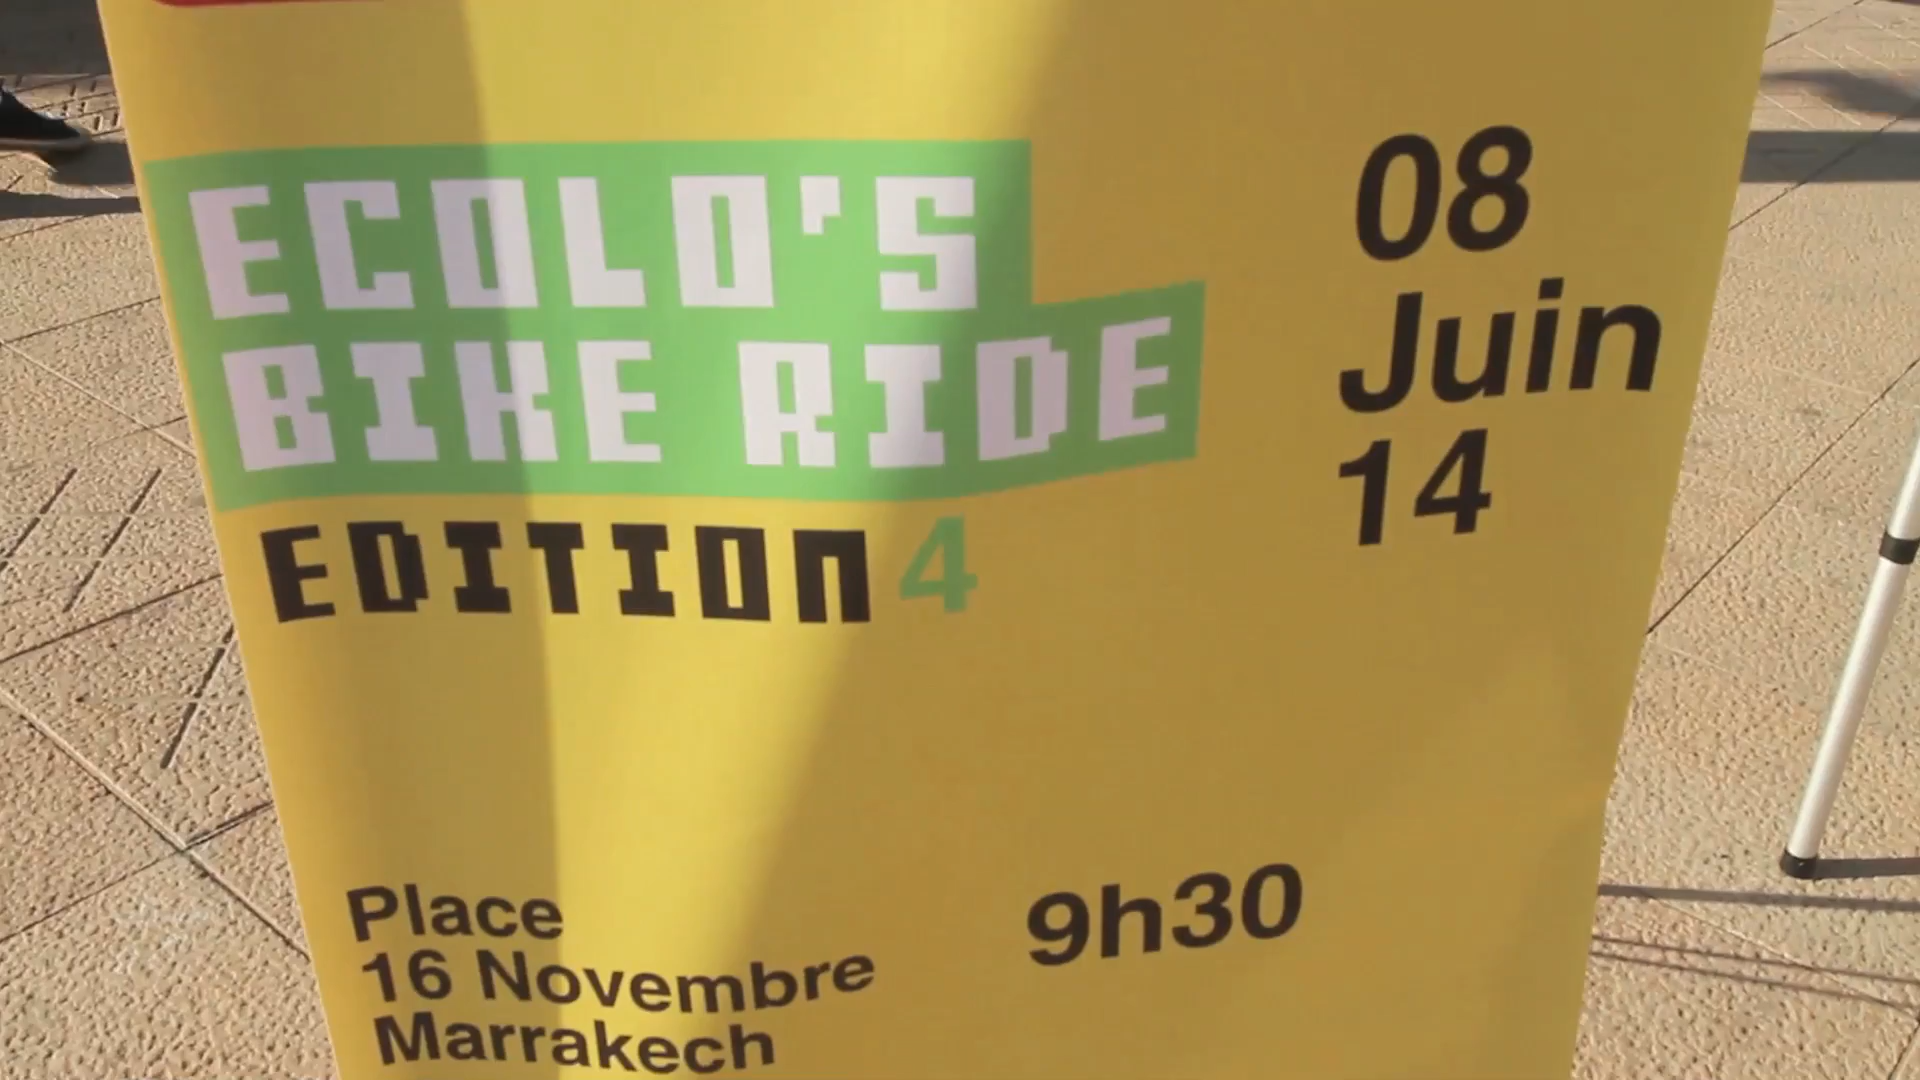 ECOLO'S
BIKE RIDE
EDITION 4
08
Juin
14
Place
16 Novembre
Marrakech
9h30